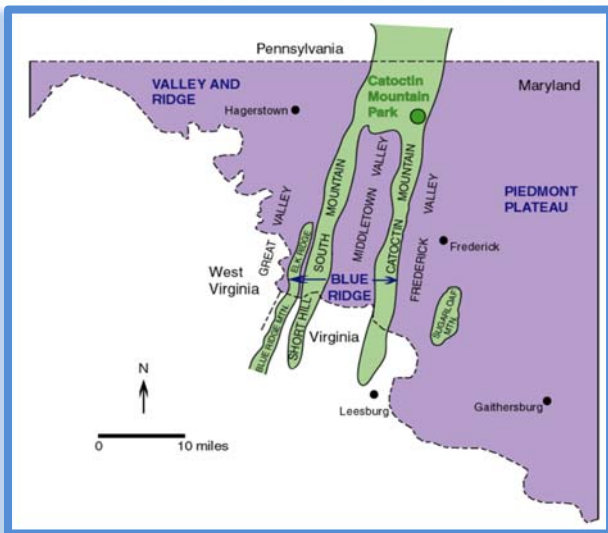 Pennsylvania
VALLEY AND
RIDGE
Catoctin
Mountain
Park
Maryland
Hagerstown
GREAT VALLEY
ELK RIDGE
SOUTH MOUNTAIN
MIDDLETOWN VALLEY
CATOCTIN MOUNTAIN
FREDERICK VALLEY
PIEDMONT
PLATEAU
Frederick
West
Virginia
BLUE
RIDGE
BLUE RIDGE MTN.
SHORT HILL
Virginia
SUGARLOAF
MTN.
N
Leesburg
Gaithersburg
0 10 miles